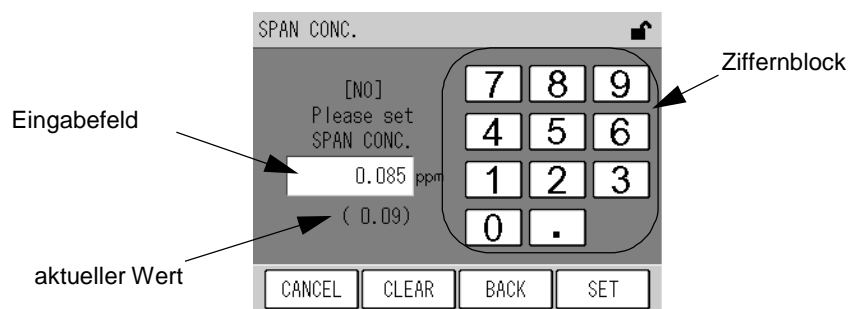 SPAN CONC.
Ziffernblock
[NO]
Please set
SPAN CONC.
Eingabefeld
0.085 ppm
( 0.09)
aktueller Wert
7 8 9
4 5 6
1 2 3
0 .
CANCEL CLEAR BACK SET